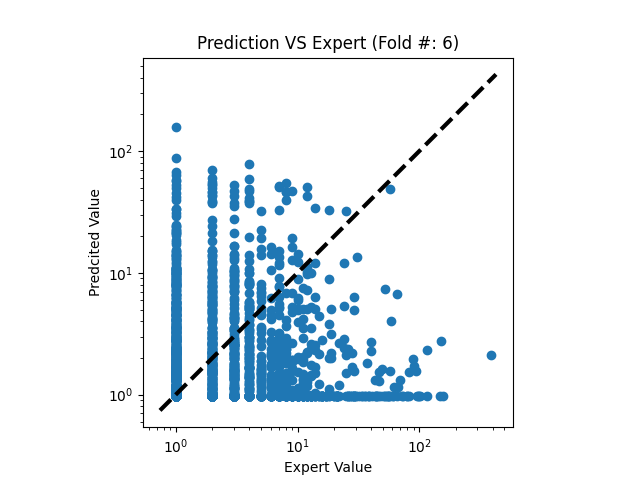 Prediction VS Expert (Fold #: 6)
Predcited Value
10²
10¹
10⁰
10⁰ 10¹ 10²
Expert Value